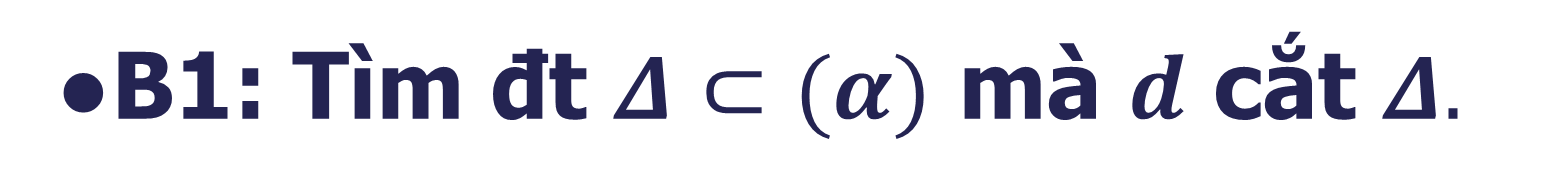 ●B1: Tìm đt Δ ⊂ (α) mà d cắt Δ.